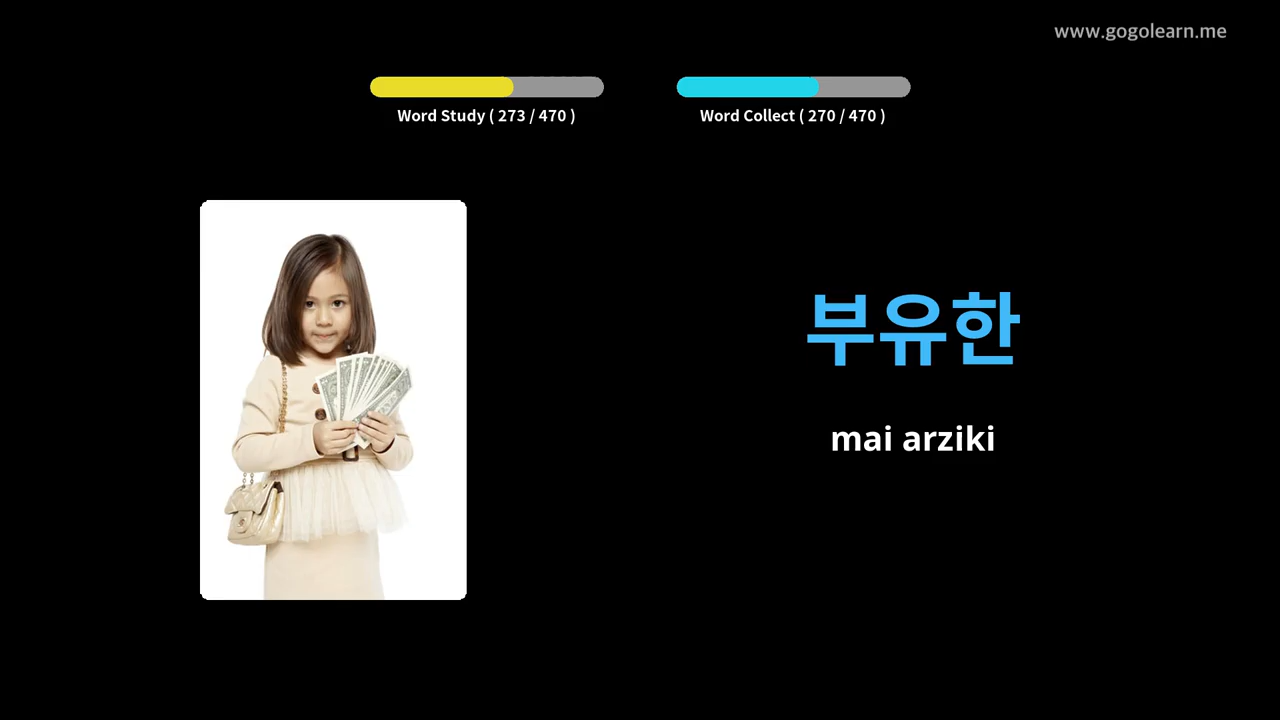 www.gogolearn.me
Word Study ( 273 / 470 )
Word Collect ( 270 / 470 )
부유한
mai arziki